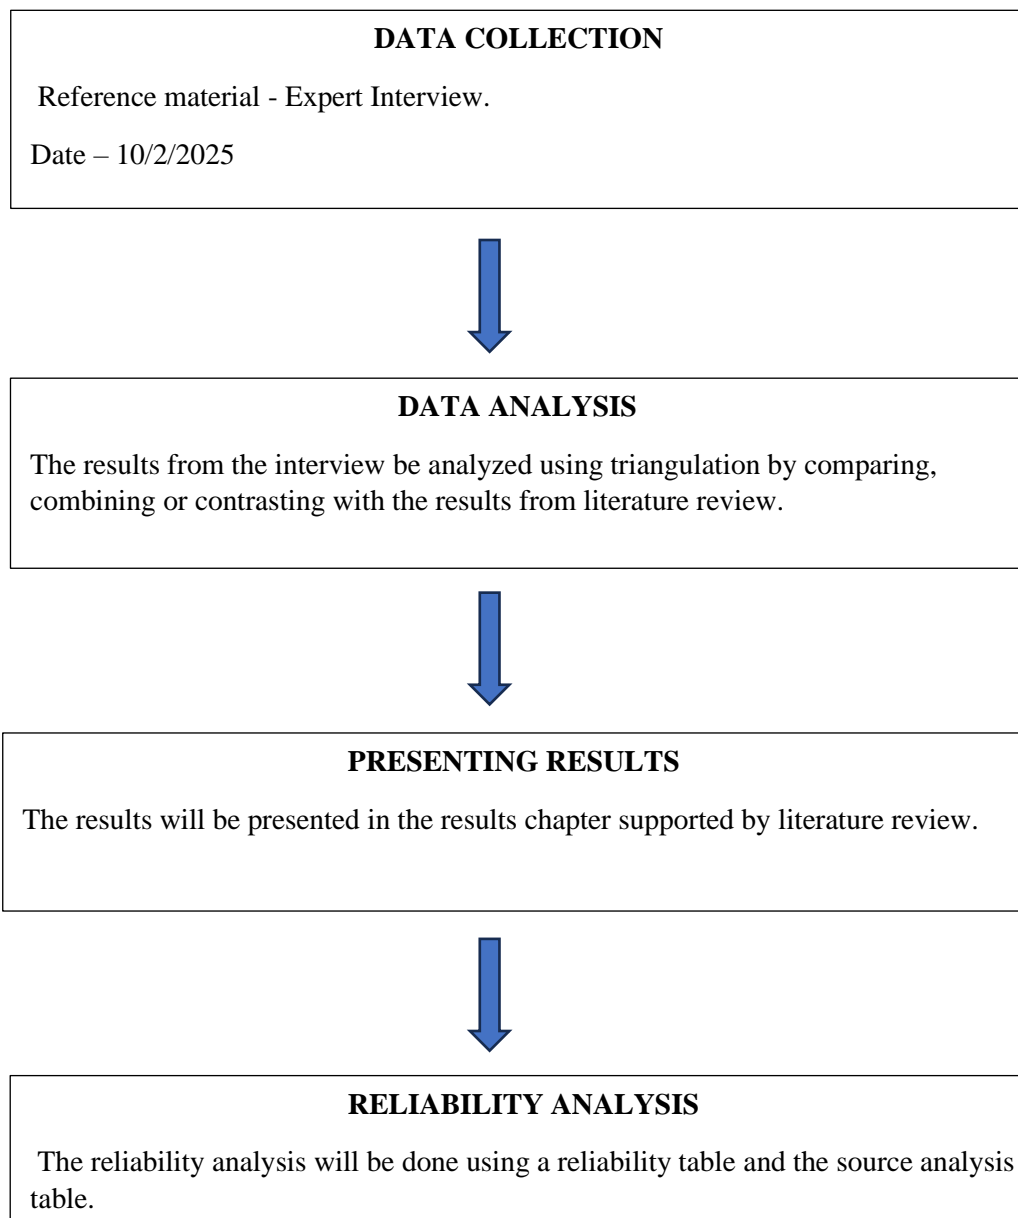 DATA COLLECTION
Reference material - Expert Interview.
Date – 10/2/2025
DATA ANALYSIS
The results from the interview be analyzed using triangulation by comparing,
combining or contrasting with the results from literature review.
PRESENTING RESULTS
The results will be presented in the results chapter supported by literature review.
RELIABILITY ANALYSIS
The reliability analysis will be done using a reliability table and the source analysis
table.